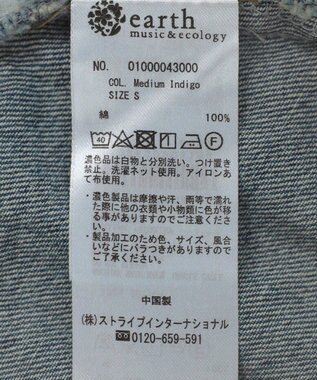 earth
music&ecology
NO. 01000043000
COL. Medium Indigo
SIZE S
綿 100%
40 F
濃色品は白物と分別洗い。つけ置き
禁止。洗濯ネット使用。アイロンあ
て布使用。
・濃色製品は摩擦や汗、雨等で濡れ
た際に他の衣類や小物類に色が移
る事がありますのでご注意くださ
い。
・製品加工のため色、サイズ、風合
いなどにバラつきがありますので
ご了承ください。
中国製
(株)ストライプインターナショナル
0120-659-591